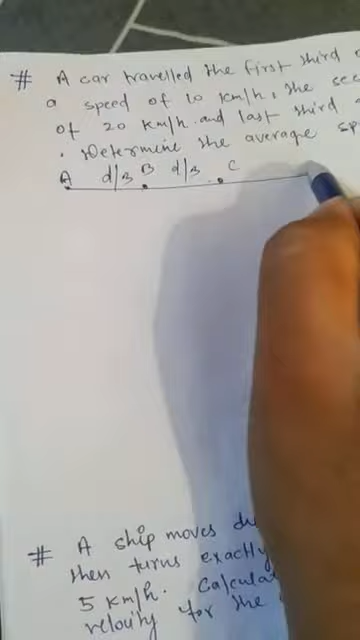 # A car travelled the first third
a speed of 10 km/h, the sec
of 20 km/h and last third
. Determine the average sp
A d/3 B d/3 C
# A ship moves du
then turns exactly
5 km/h. Calculat
velocity for the